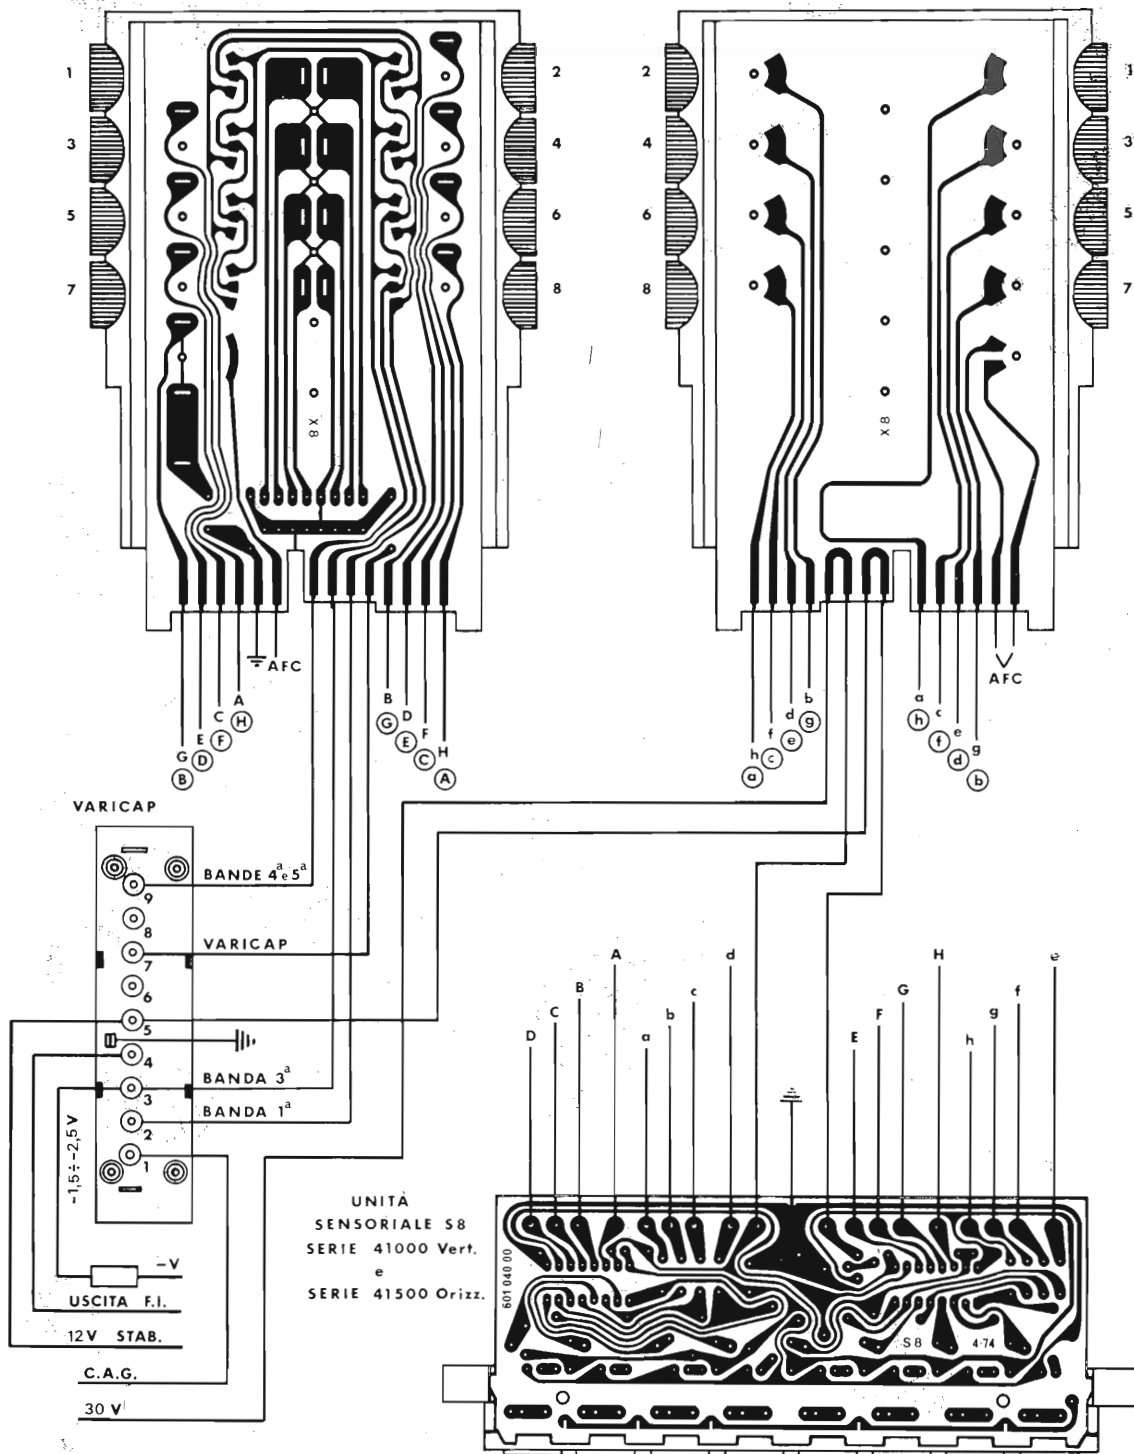 1 2 2 1
3 4 4 3
5 6 6 5
7 8 8 7
X8 X8
AFC AFC
G E C A B D F H
B D F H G E C A
h f d b a c e g
a c e g h f d b
VARICAP
BANDE 4ª e 5ª
9
8
VARICAP
7
6
5
4
BANDA 3ª
3
BANDA 1ª
2
1
-1,5÷-2,5 V
-V
USCITA F.I.
12V STAB.
C.A.G.
30 V
D C B A a b c d E F G H h g f e
UNITÀ
SENSORIALE S8
SERIE 41000 Vert.
e
SERIE 41500 Orizz.
601 040 00
S8 4-74